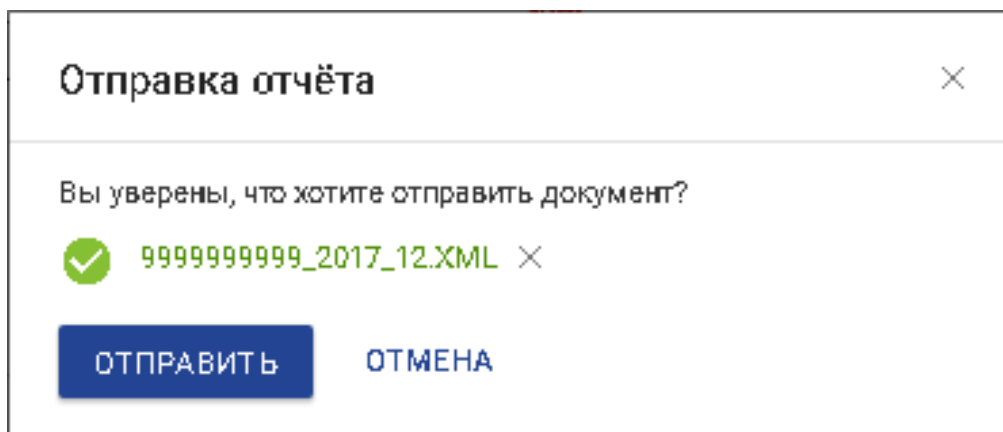 Отправка отчёта
Вы уверены, что хотите отправить документ?
9999999999_2017_12.XML
ОТПРАВИТЬ ОТМЕНА